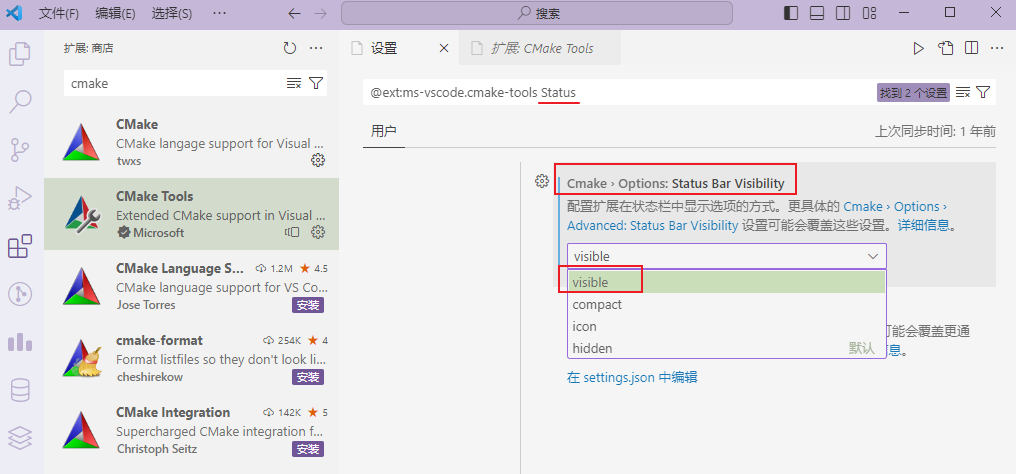 文件(F) 编辑(E) 选择(S) ··· 搜索
扩展: 商店
cmake
CMake
CMake langage support for Visual ...
twxs
CMake Tools
Extended CMake support in Visual ...
Microsoft
CMake Language S... 1.2M ★ 4.5
CMake language support for VS Co...
Jose Torres 安装
cmake-format 254K ★ 4
Format listfiles so they don't look li...
cheshirekow 安装
CMake Integration 142K ★ 5
Supercharged CMake integration f...
Christoph Seitz 安装
设置 扩展: CMake Tools
@ext:ms-vscode.cmake-tools Status 找到 2 个设置
用户 上次同步时间: 1 年前
Cmake › Options: Status Bar Visibility
配置扩展在状态栏中显示选项的方式。更具体的 Cmake › Options ›
Advanced: Status Bar Visibility 设置可能会覆盖这些设置。详细信息。
visible
visible
compact
icon
hidden 默认
可能会覆盖更通
息。
在 settings.json 中编辑